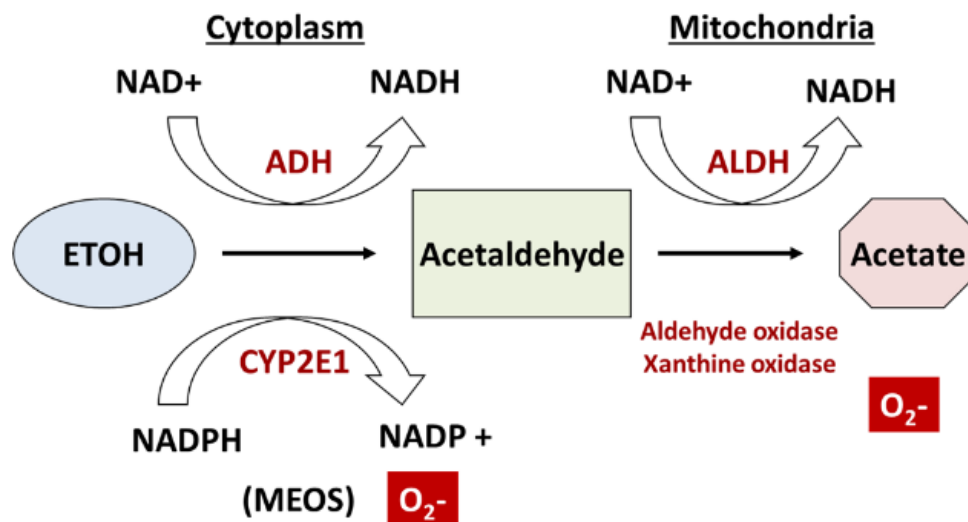 Cytoplasm
Mitochondria
NAD+
NADH
NAD+
NADH
ADH
ALDH
ETOH
Acetaldehyde
Acetate
CYP2E1
Aldehyde oxidase
Xanthine oxidase
NADPH
NADP +
O₂-
(MEOS)
O₂-